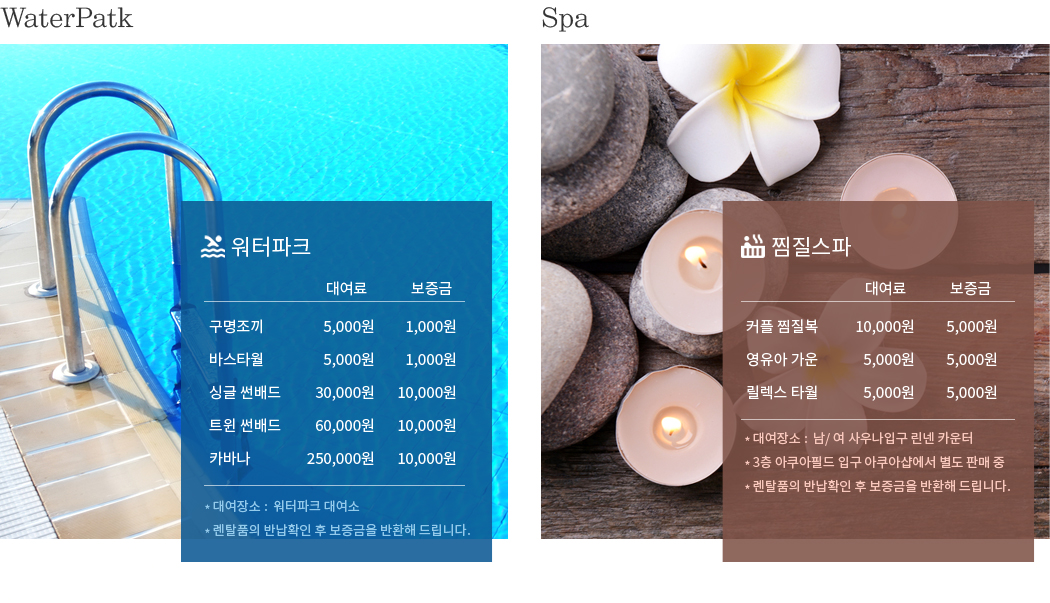 WaterPatk
워터파크
대여료 보증금
구명조끼 5,000원 1,000원
바스타월 5,000원 1,000원
싱글 썬배드 30,000원 10,000원
트윈 썬배드 60,000원 10,000원
카바나 250,000원 10,000원
* 대여장소 : 워터파크 대여소
* 렌탈품의 반납확인 후 보증금을 반환해 드립니다.
Spa
찜질스파
대여료 보증금
커플 찜질복 10,000원 5,000원
영유아 가운 5,000원 5,000원
릴렉스 타월 5,000원 5,000원
* 대여장소 : 남/ 여 사우나입구 린넨 카운터
* 3층 아쿠아필드 입구 아쿠아샵에서 별도 판매 중
* 렌탈품의 반납확인 후 보증금을 반환해 드립니다.